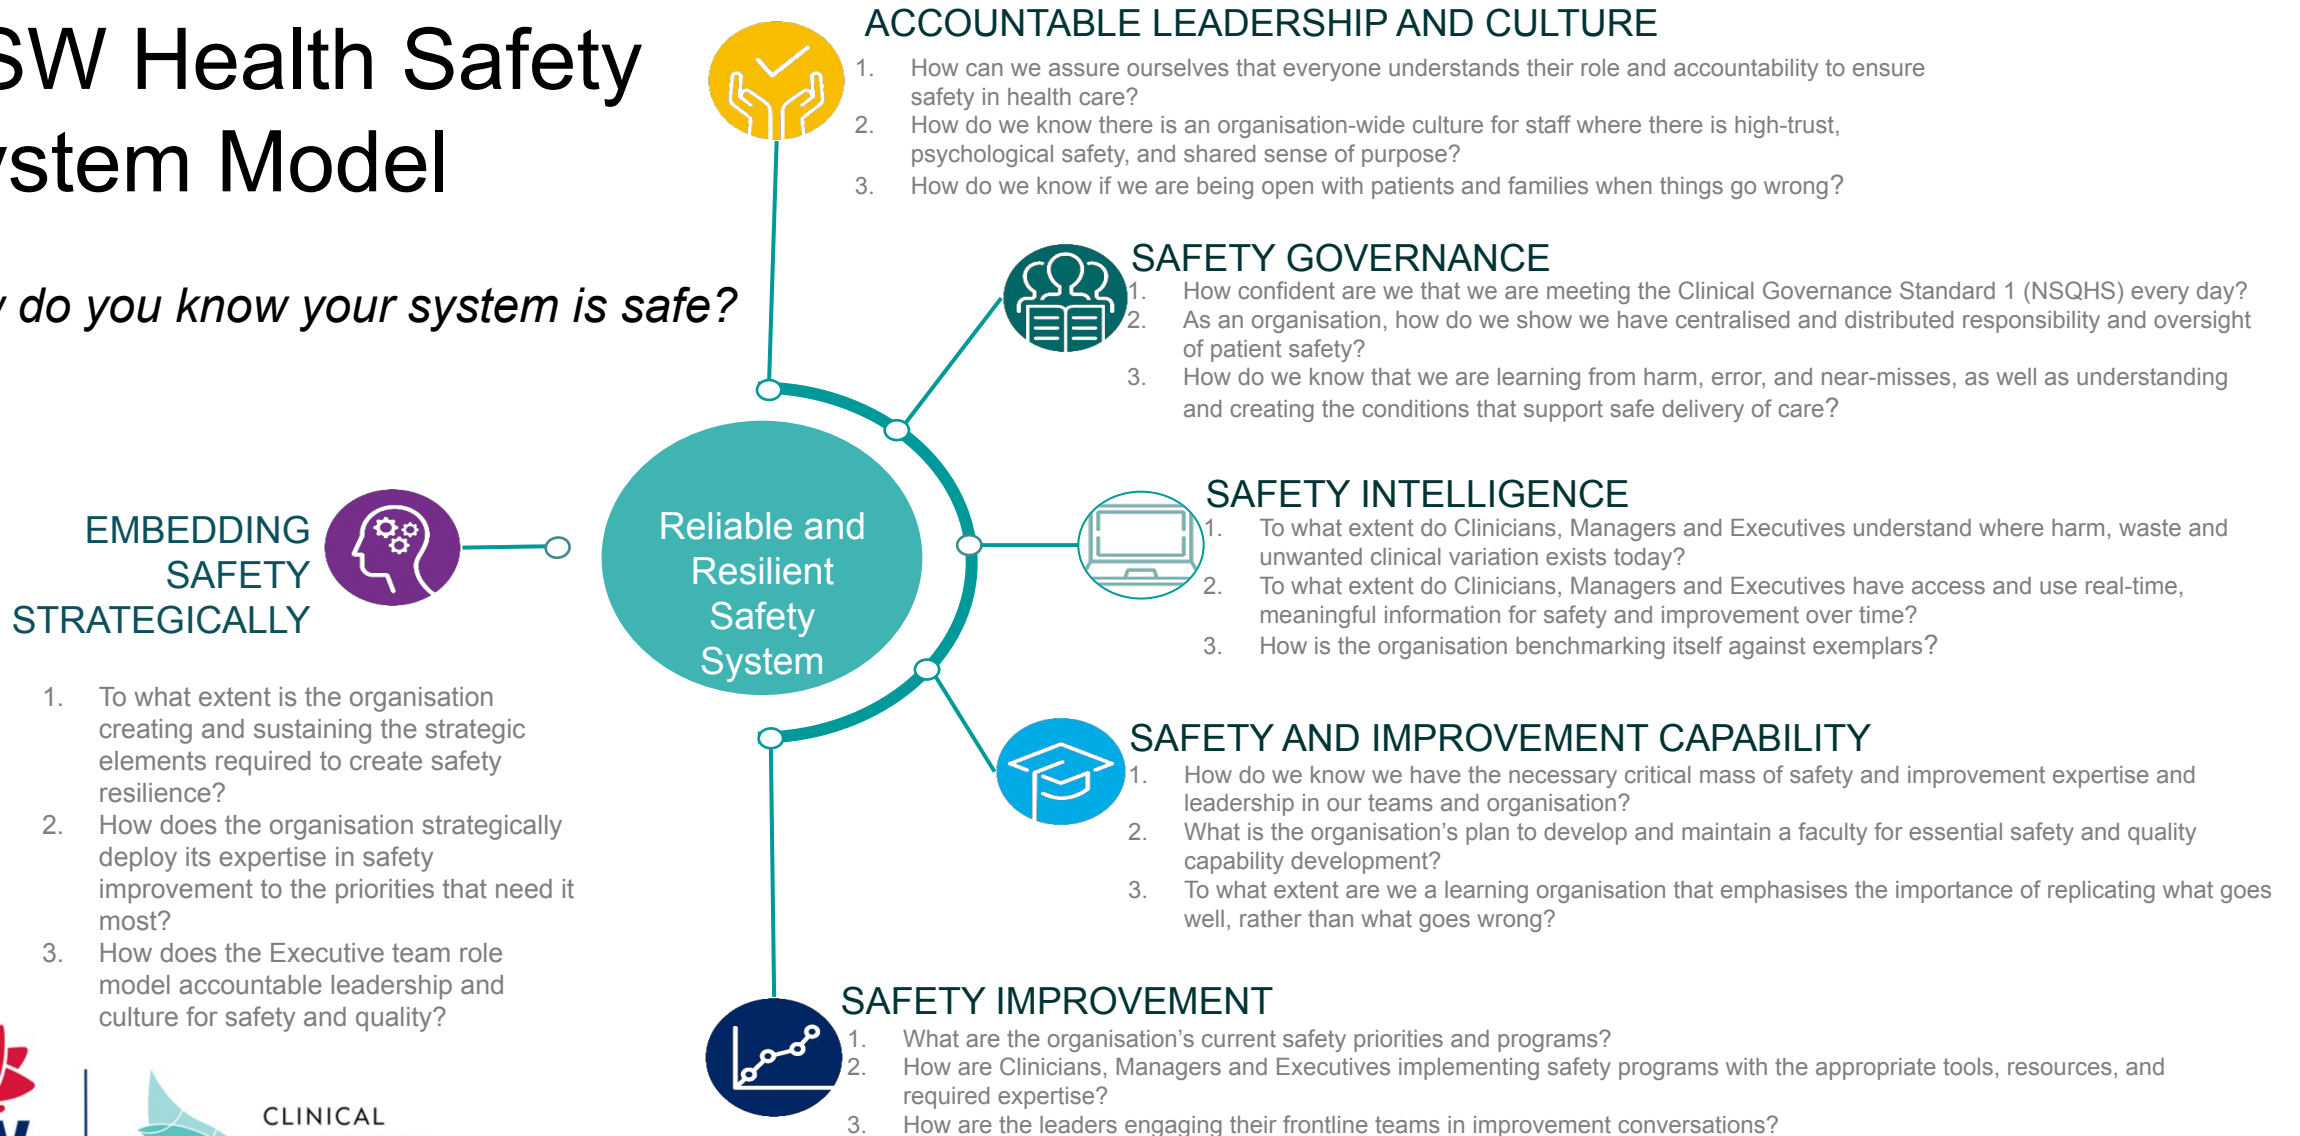 SW Health Safety
ystem Model
do you know your system is safe?
ACCOUNTABLE LEADERSHIP AND CULTURE
1. How can we assure ourselves that everyone understands their role and accountability to ensure
safety in health care?
2. How do we know there is an organisation-wide culture for staff where there is high-trust,
psychological safety, and shared sense of purpose?
3. How do we know if we are being open with patients and families when things go wrong?
SAFETY GOVERNANCE
1. How confident are we that we are meeting the Clinical Governance Standard 1 (NSQHS) every day?
2. As an organisation, how do we show we have centralised and distributed responsibility and oversight
of patient safety?
3. How do we know that we are learning from harm, error, and near-misses, as well as understanding
and creating the conditions that support safe delivery of care?
SAFETY INTELLIGENCE
1. To what extent do Clinicians, Managers and Executives understand where harm, waste and
unwanted clinical variation exists today?
2. To what extent do Clinicians, Managers and Executives have access and use real-time,
meaningful information for safety and improvement over time?
3. How is the organisation benchmarking itself against exemplars?
SAFETY AND IMPROVEMENT CAPABILITY
1. How do we know we have the necessary critical mass of safety and improvement expertise and
leadership in our teams and organisation?
2. What is the organisation's plan to develop and maintain a faculty for essential safety and quality
capability development?
3. To what extent are we a learning organisation that emphasises the importance of replicating what goes
well, rather than what goes wrong?
SAFETY IMPROVEMENT
1. What are the organisation's current safety priorities and programs?
2. How are Clinicians, Managers and Executives implementing safety programs with the appropriate tools, resources, and
required expertise?
3. How are the leaders engaging their frontline teams in improvement conversations?
Reliable and
Resilient
Safety
System
EMBEDDING
SAFETY
STRATEGICALLY
1. To what extent is the organisation
creating and sustaining the strategic
elements required to create safety
resilience?
2. How does the organisation strategically
deploy its expertise in safety
improvement to the priorities that need it
most?
3. How does the Executive team role
model accountable leadership and
culture for safety and quality?
CLINICAL